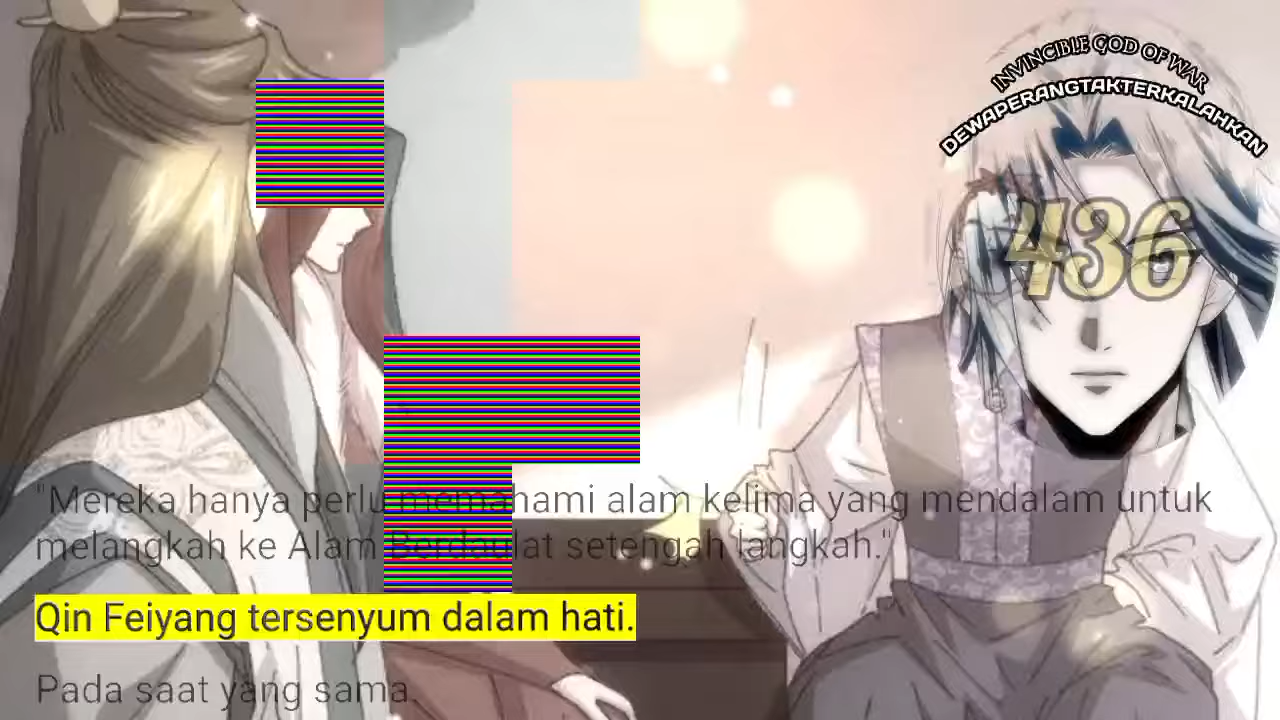 INVINCIBLE GOD OF WAR
DEWAPERANGTAKTERKALAHKAN
436
"Mereka hanya perlu memahami alam kelima yang mendalam untuk
melangkah ke Alam Berdaulat setengah langkah."
Qin Feiyang tersenyum dalam hati.
Pada saat yang sama.